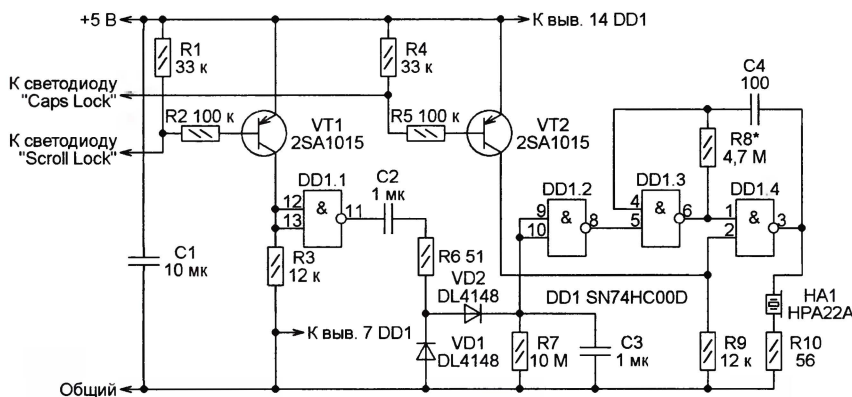 +5 В
К выв. 14 DD1
R1
33 к
R4
33 к
C4
100
К светодиоду
"Caps Lock"
R2 100 к
R5 100 к
VT1
2SA1015
VT2
2SA1015
R8*
4,7 М
К светодиоду
"Scroll Lock"
DD1.1
&
12
13
11
C2
1 мк
DD1.2
&
9
10
8
DD1.3
&
4
5
6
DD1.4
&
1
2
3
C1
10 мк
R3
12 к
R6 51
VD2
DL4148
DD1 SN74HC00D
HA1
HPA22A
К выв. 7 DD1
VD1
DL4148
R7
10 М
C3
1 мк
R9
12 к
R10
56
Общий